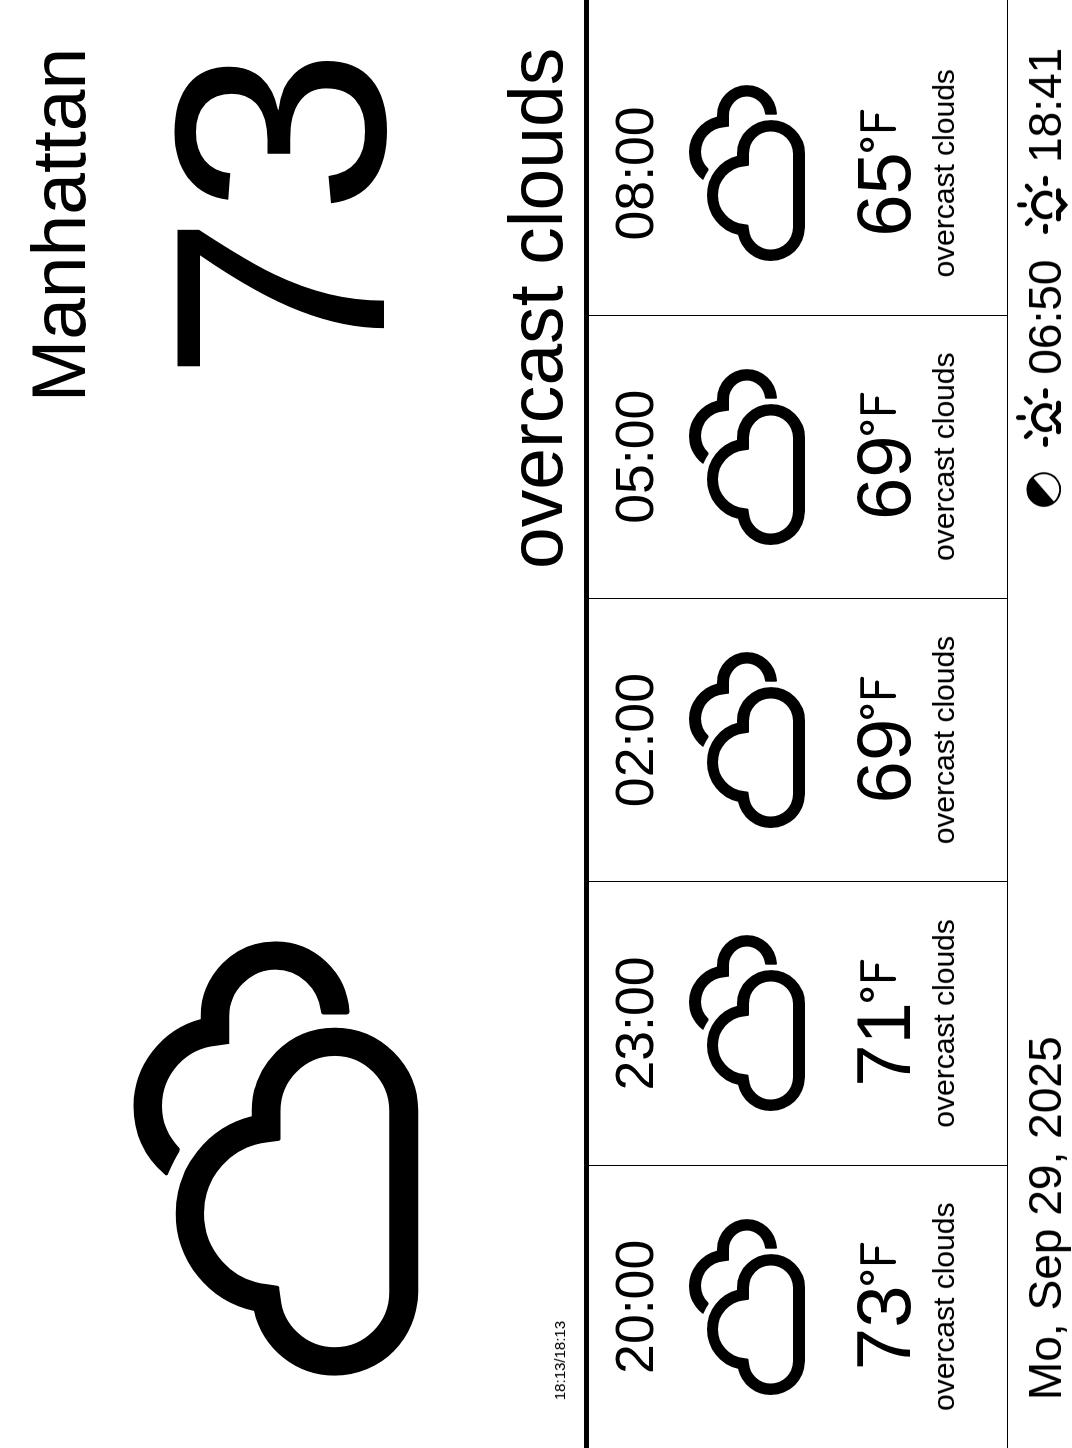 Manhattan
73
overcast clouds
18:13/18:13
20:00
73°F
overcast clouds
23:00
71°F
overcast clouds
02:00
69°F
overcast clouds
05:00
69°F
overcast clouds
08:00
65°F
overcast clouds
Mo, Sep 29, 2025
06:50
18:41